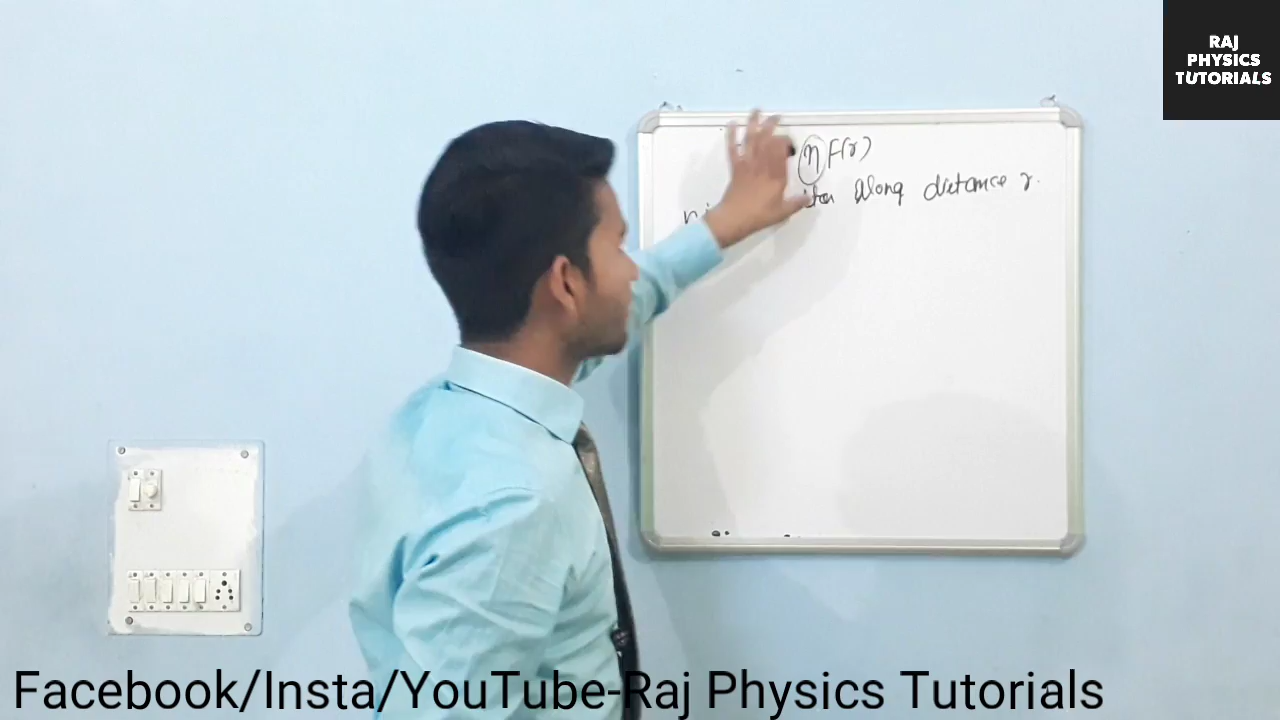 RAJ
PHYSICS
TUTORIALS
η f(r)
along distance r.
Facebook/Insta/YouTube-Raj Physics Tutorials